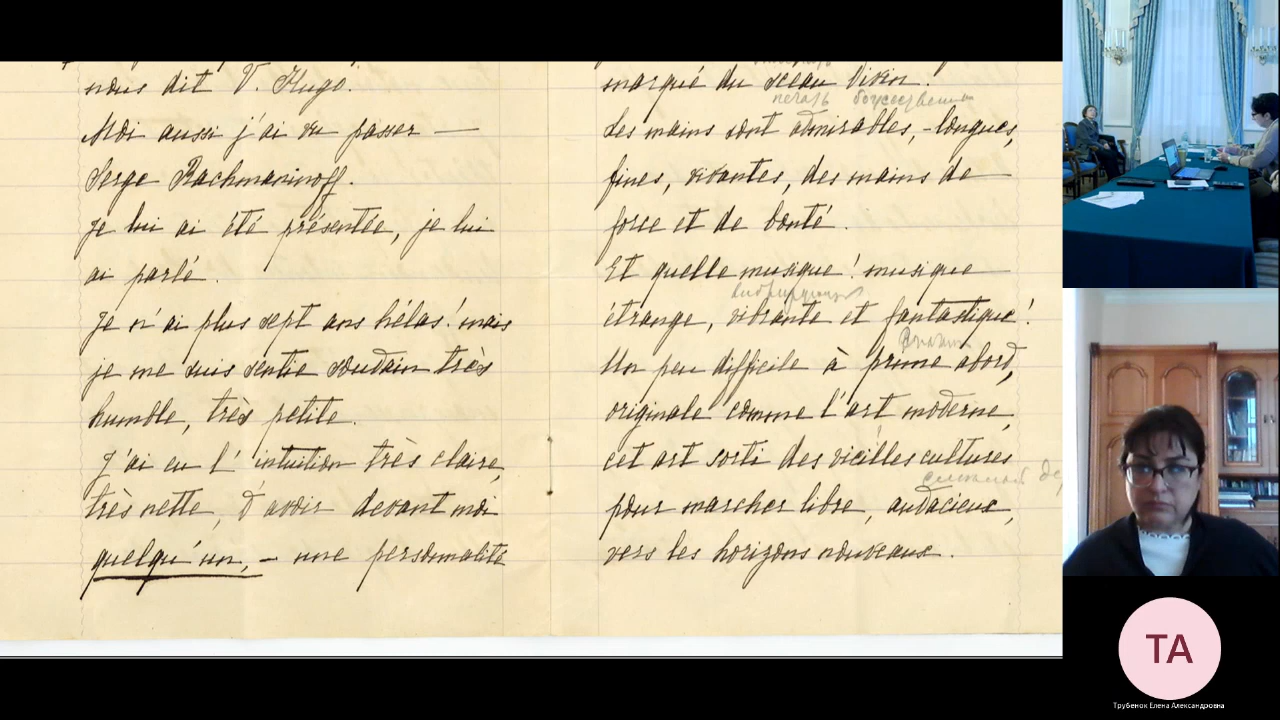 nous dit V. Hugo.
Moi aussi j'ai vu passer —
Serge Rachmaninoff.
Je lui ai été présentée, je lui
ai parlé.
Je n'ai plus sept ans hélas! mais
je me suis sentie soudain très
humble, très petite.
J'ai eu l'intuition très claire,
très nette, d'avoir devant moi
quelqu'un, – une personnalité
marqué du sceau divin.
печать божественн
Les mains sont admirables, - longues,
fines, vivantes, des mains de
force et de bonté.
Et quelle musique! musique
étrange, vibrante et fantastique!
Un peu difficile à prime abord,
originale comme l'art moderne,
cet art sorti des vieilles cultures
pour marcher libre, audacieux,
vers les horizons nouveaux.
TA
Трубенок Елена Александровна